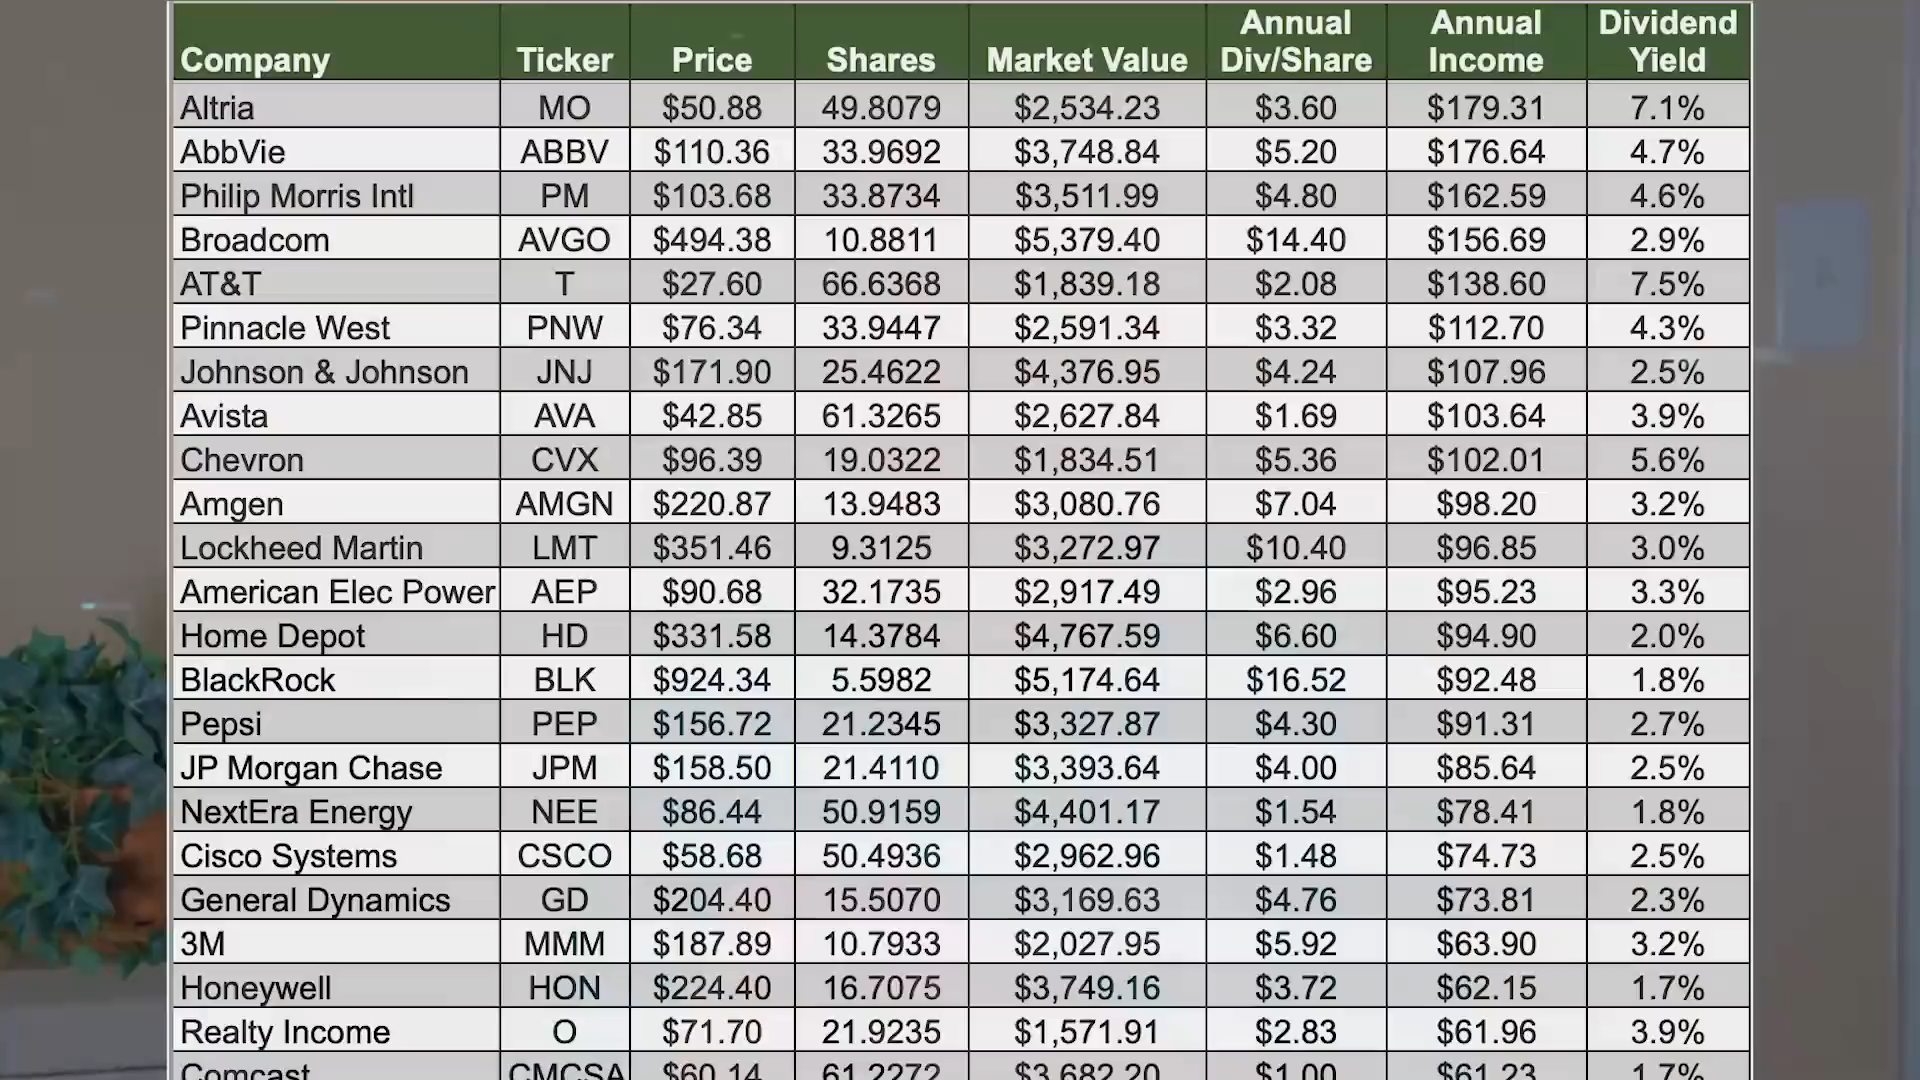 Company Ticker Price Shares Market Value Annual Div/Share Annual Income Dividend Yield
Altria MO $50.88 49.8079 $2,534.23 $3.60 $179.31 7.1%
AbbVie ABBV $110.36 33.9692 $3,748.84 $5.20 $176.64 4.7%
Philip Morris Intl PM $103.68 33.8734 $3,511.99 $4.80 $162.59 4.6%
Broadcom AVGO $494.38 10.8811 $5,379.40 $14.40 $156.69 2.9%
AT&T T $27.60 66.6368 $1,839.18 $2.08 $138.60 7.5%
Pinnacle West PNW $76.34 33.9447 $2,591.34 $3.32 $112.70 4.3%
Johnson & Johnson JNJ $171.90 25.4622 $4,376.95 $4.24 $107.96 2.5%
Avista AVA $42.85 61.3265 $2,627.84 $1.69 $103.64 3.9%
Chevron CVX $96.39 19.0322 $1,834.51 $5.36 $102.01 5.6%
Amgen AMGN $220.87 13.9483 $3,080.76 $7.04 $98.20 3.2%
Lockheed Martin LMT $351.46 9.3125 $3,272.97 $10.40 $96.85 3.0%
American Elec Power AEP $90.68 32.1735 $2,917.49 $2.96 $95.23 3.3%
Home Depot HD $331.58 14.3784 $4,767.59 $6.60 $94.90 2.0%
BlackRock BLK $924.34 5.5982 $5,174.64 $16.52 $92.48 1.8%
Pepsi PEP $156.72 21.2345 $3,327.87 $4.30 $91.31 2.7%
JP Morgan Chase JPM $158.50 21.4110 $3,393.64 $4.00 $85.64 2.5%
NextEra Energy NEE $86.44 50.9159 $4,401.17 $1.54 $78.41 1.8%
Cisco Systems CSCO $58.68 50.4936 $2,962.96 $1.48 $74.73 2.5%
General Dynamics GD $204.40 15.5070 $3,169.63 $4.76 $73.81 2.3%
3M MMM $187.89 10.7933 $2,027.95 $5.92 $63.90 3.2%
Honeywell HON $224.40 16.7075 $3,749.16 $3.72 $62.15 1.7%
Realty Income O $71.70 21.9235 $1,571.91 $2.83 $61.96 3.9%
Comcast CMCSA $60.14 61.2272 $3,682.20 $1.00 $61.23 1.7%